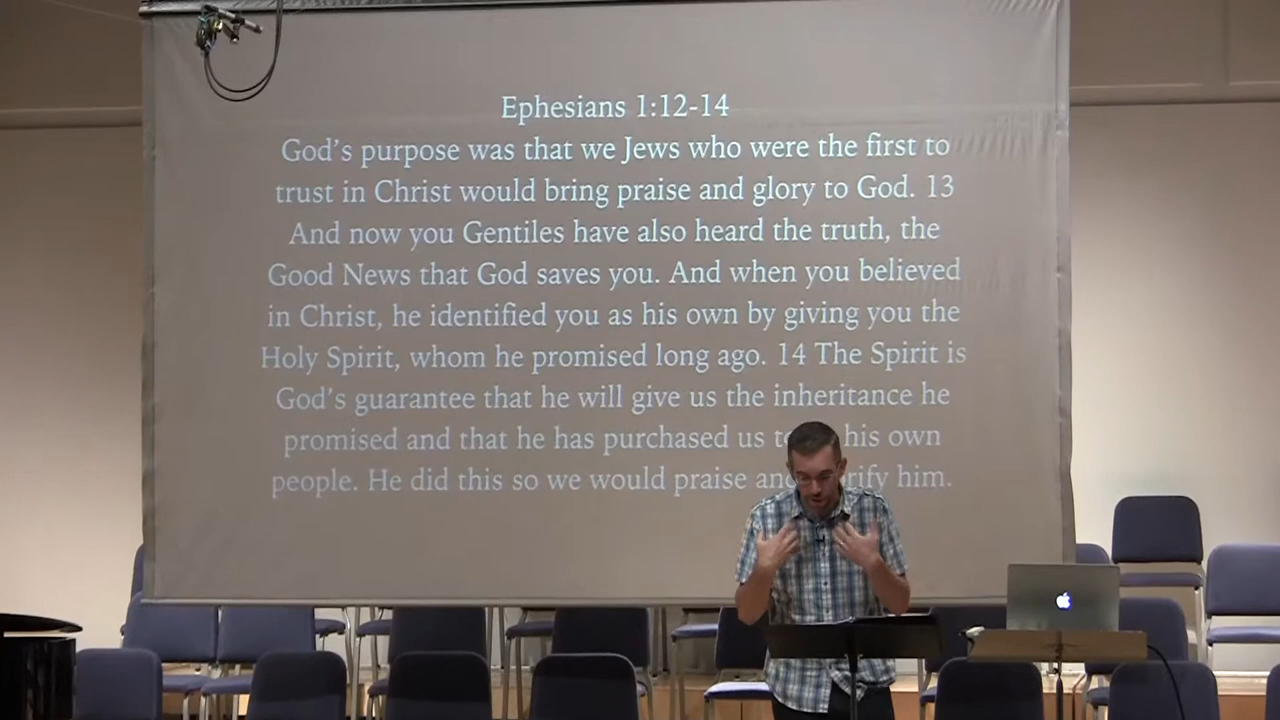 Ephesians 1:12-14
God's purpose was that we Jews who were the first to
trust in Christ would bring praise and glory to God. 13
And now you Gentiles have also heard the truth, the
Good News that God saves you. And when you believed
in Christ, he identified you as his own by giving you the
Holy Spirit, whom he promised long ago. 14 The Spirit is
God's guarantee that he will give us the inheritance he
promised and that he has purchased us his own
people. He did this so we would praise him.